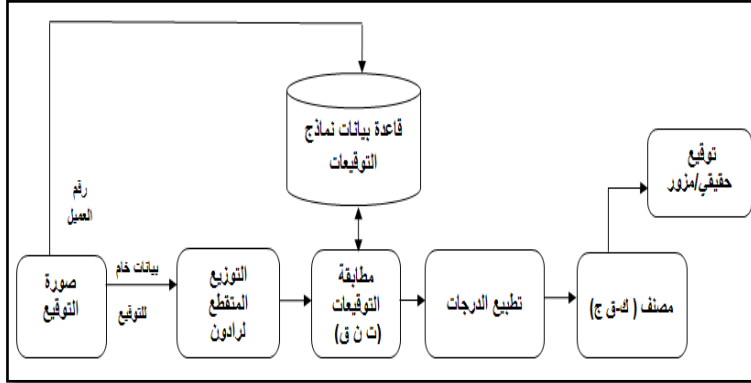 قاعدة بيانات نماذج
التوقيعات
توقيع
حقيقي/مزور
رقم
العميل
صورة
التوقيع
بيانات خام
للتوقيع
التوزيع
المتقطع
لرادون
مطابقة
التوقيعات
(ت ن ق)
تطبيع الدرجات
مصنف ( ك-ق ج)